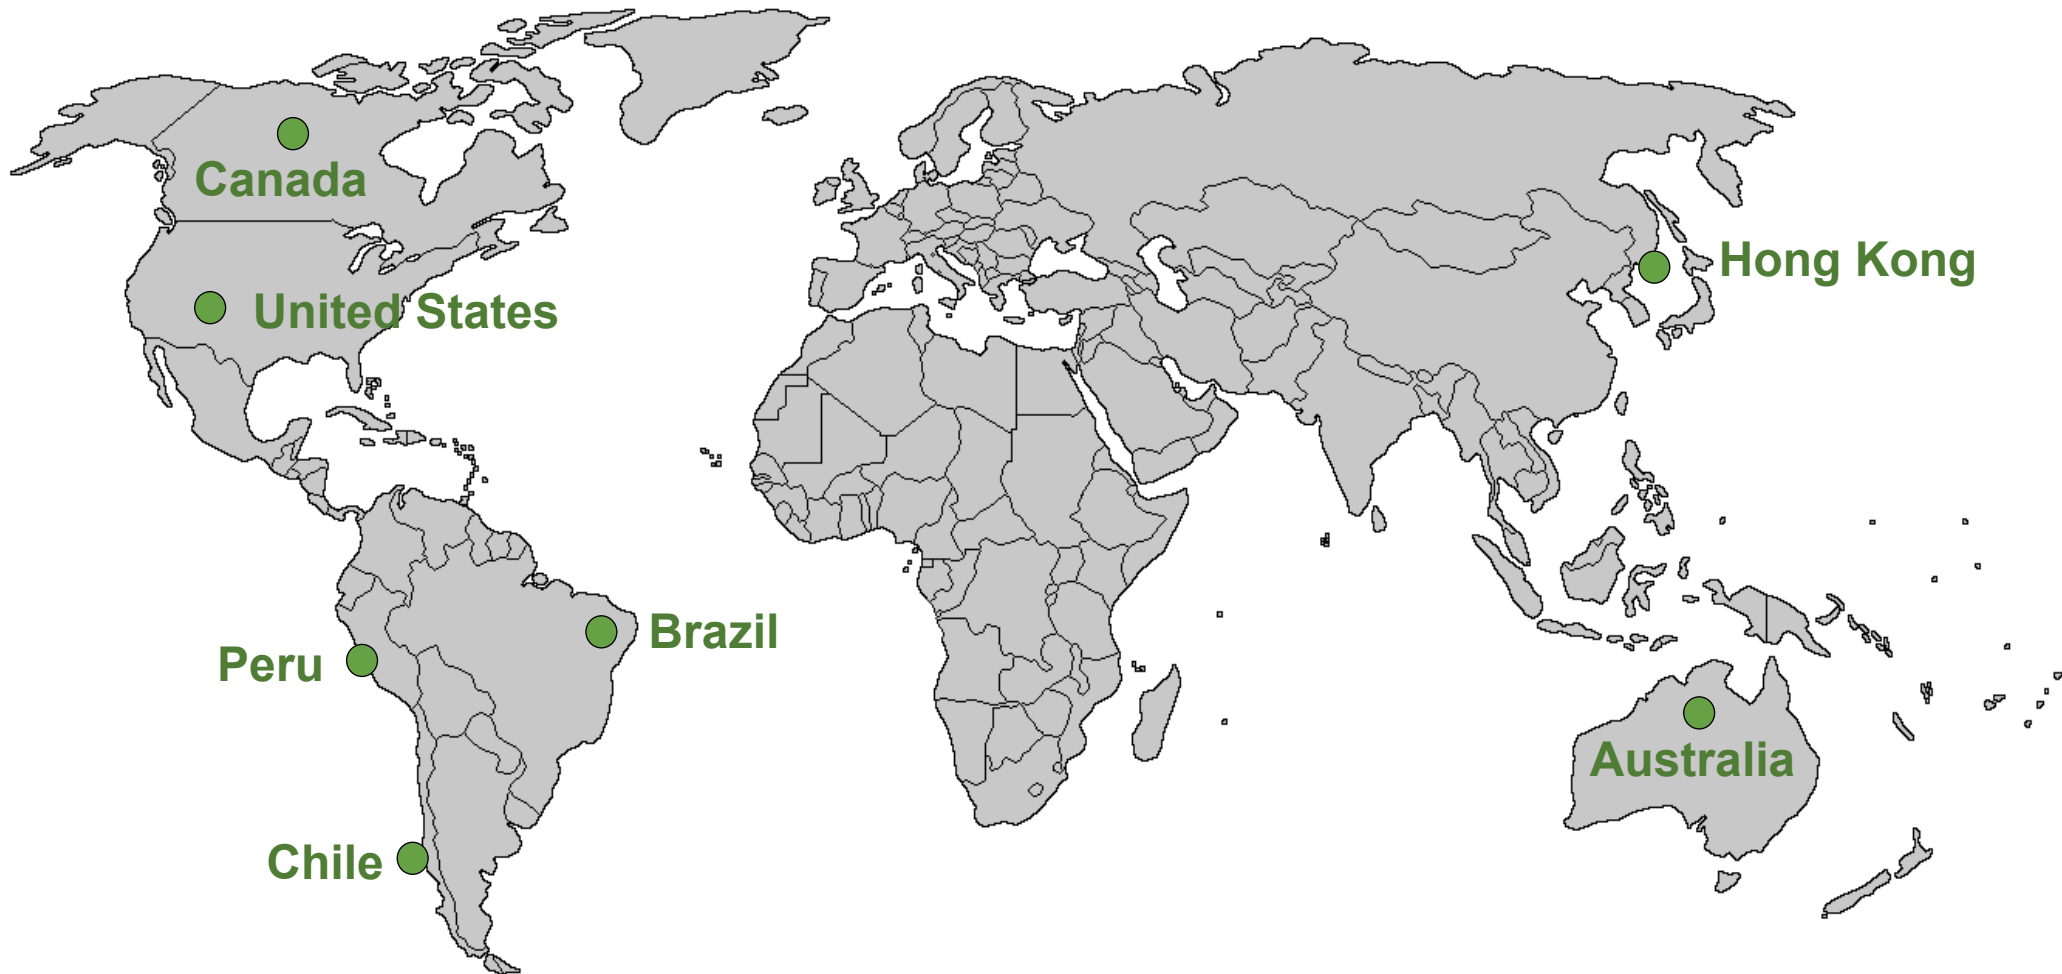 Canada
Hong Kong
United States
Brazil
Peru
Australia
Chile